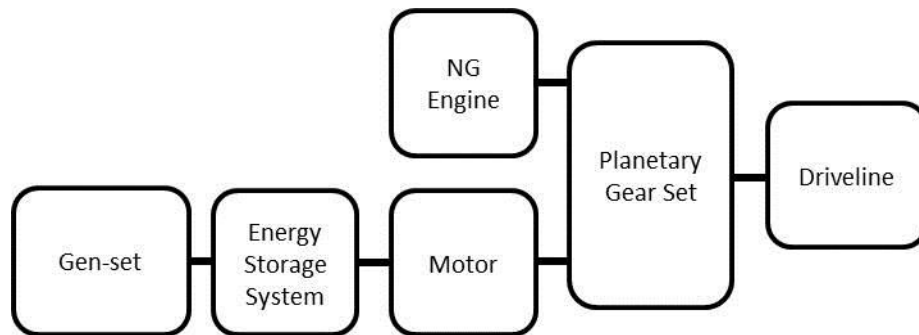 NG
Engine
Planetary
Gear Set
Driveline
Gen-set
Energy
Storage
System
Motor